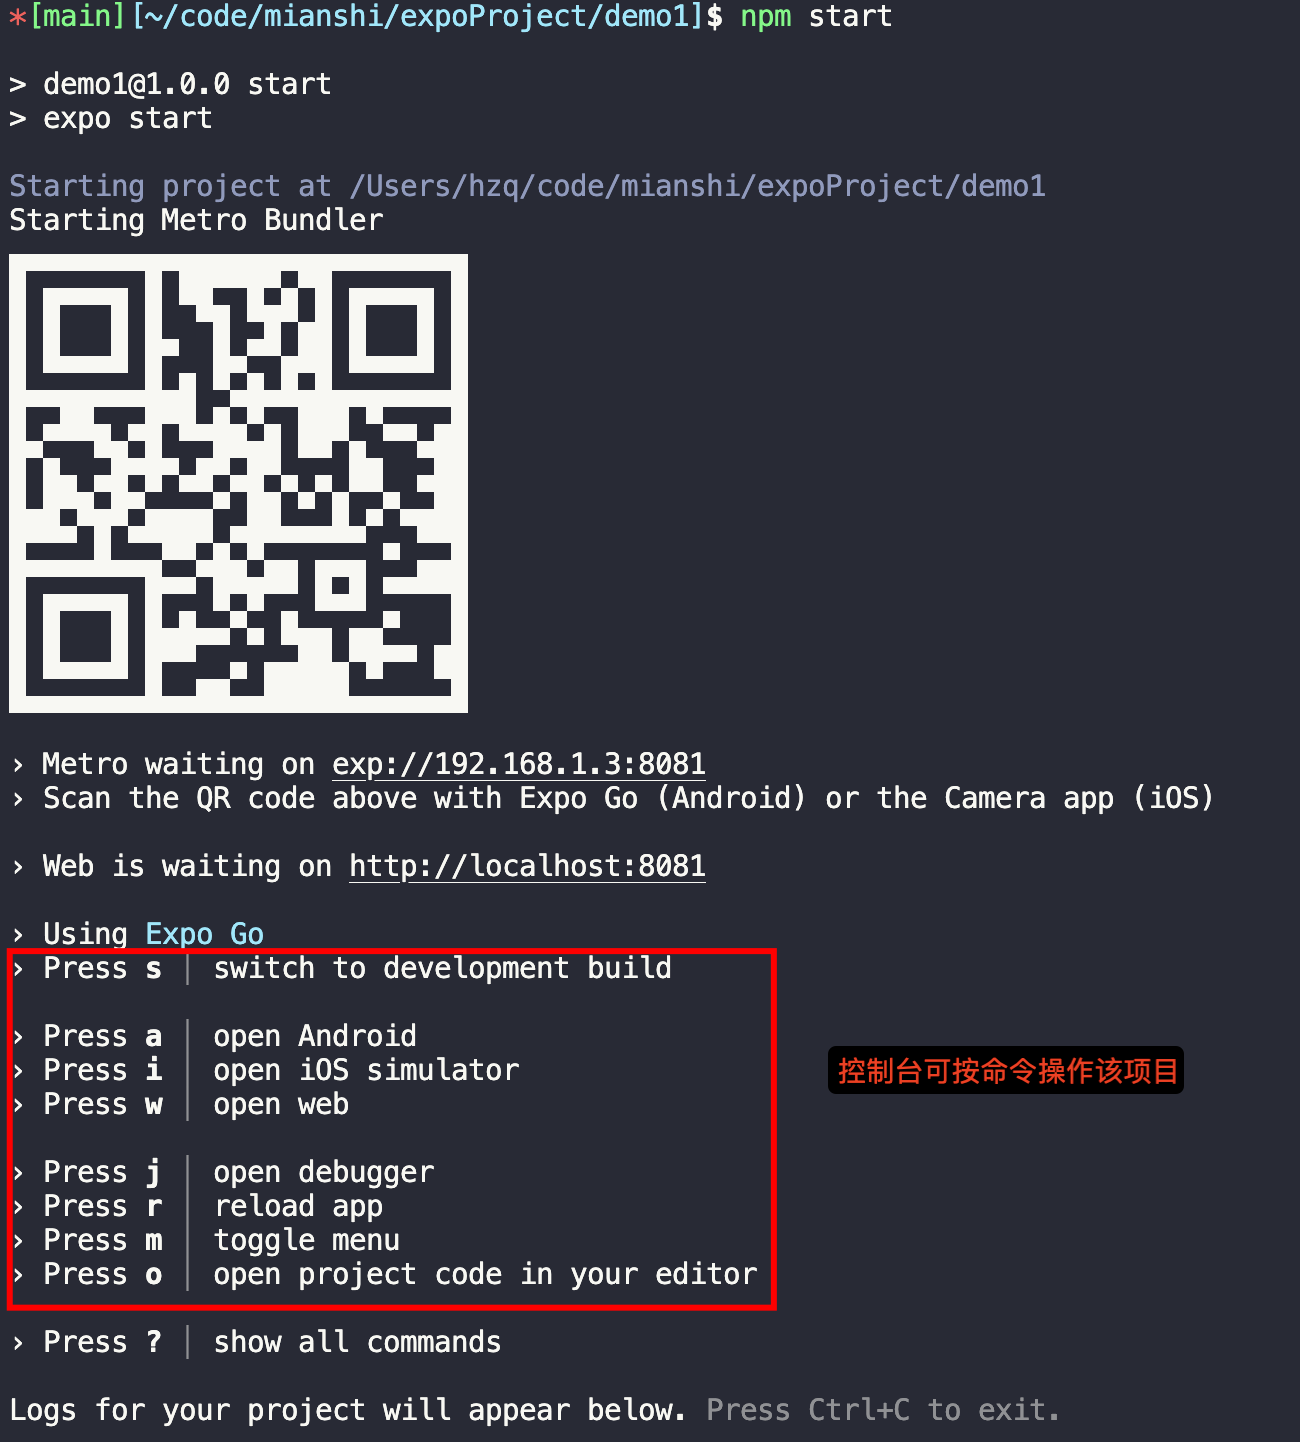 *[main][~/code/mianshi/expoProject/demo1]$ npm start
> demo1@1.0.0 start
> expo start
Starting project at /Users/hzq/code/mianshi/expoProject/demo1
Starting Metro Bundler
› Metro waiting on exp://192.168.1.3:8081
› Scan the QR code above with Expo Go (Android) or the Camera app (iOS)
› Web is waiting on http://localhost:8081
› Using Expo Go
› Press s │ switch to development build
› Press a │ open Android
› Press i │ open iOS simulator
› Press w │ open web
控制台可按命令操作该项目
› Press j │ open debugger
› Press r │ reload app
› Press m │ toggle menu
› Press o │ open project code in your editor
› Press ? │ show all commands
Logs for your project will appear below. Press Ctrl+C to exit.